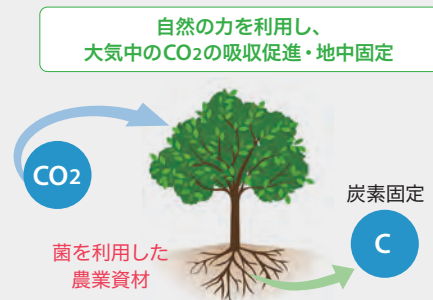 自然の力を利用し、
大気中のCO2の吸収促進・地中固定
CO2
炭素固定
C
菌を利用した
農業資材